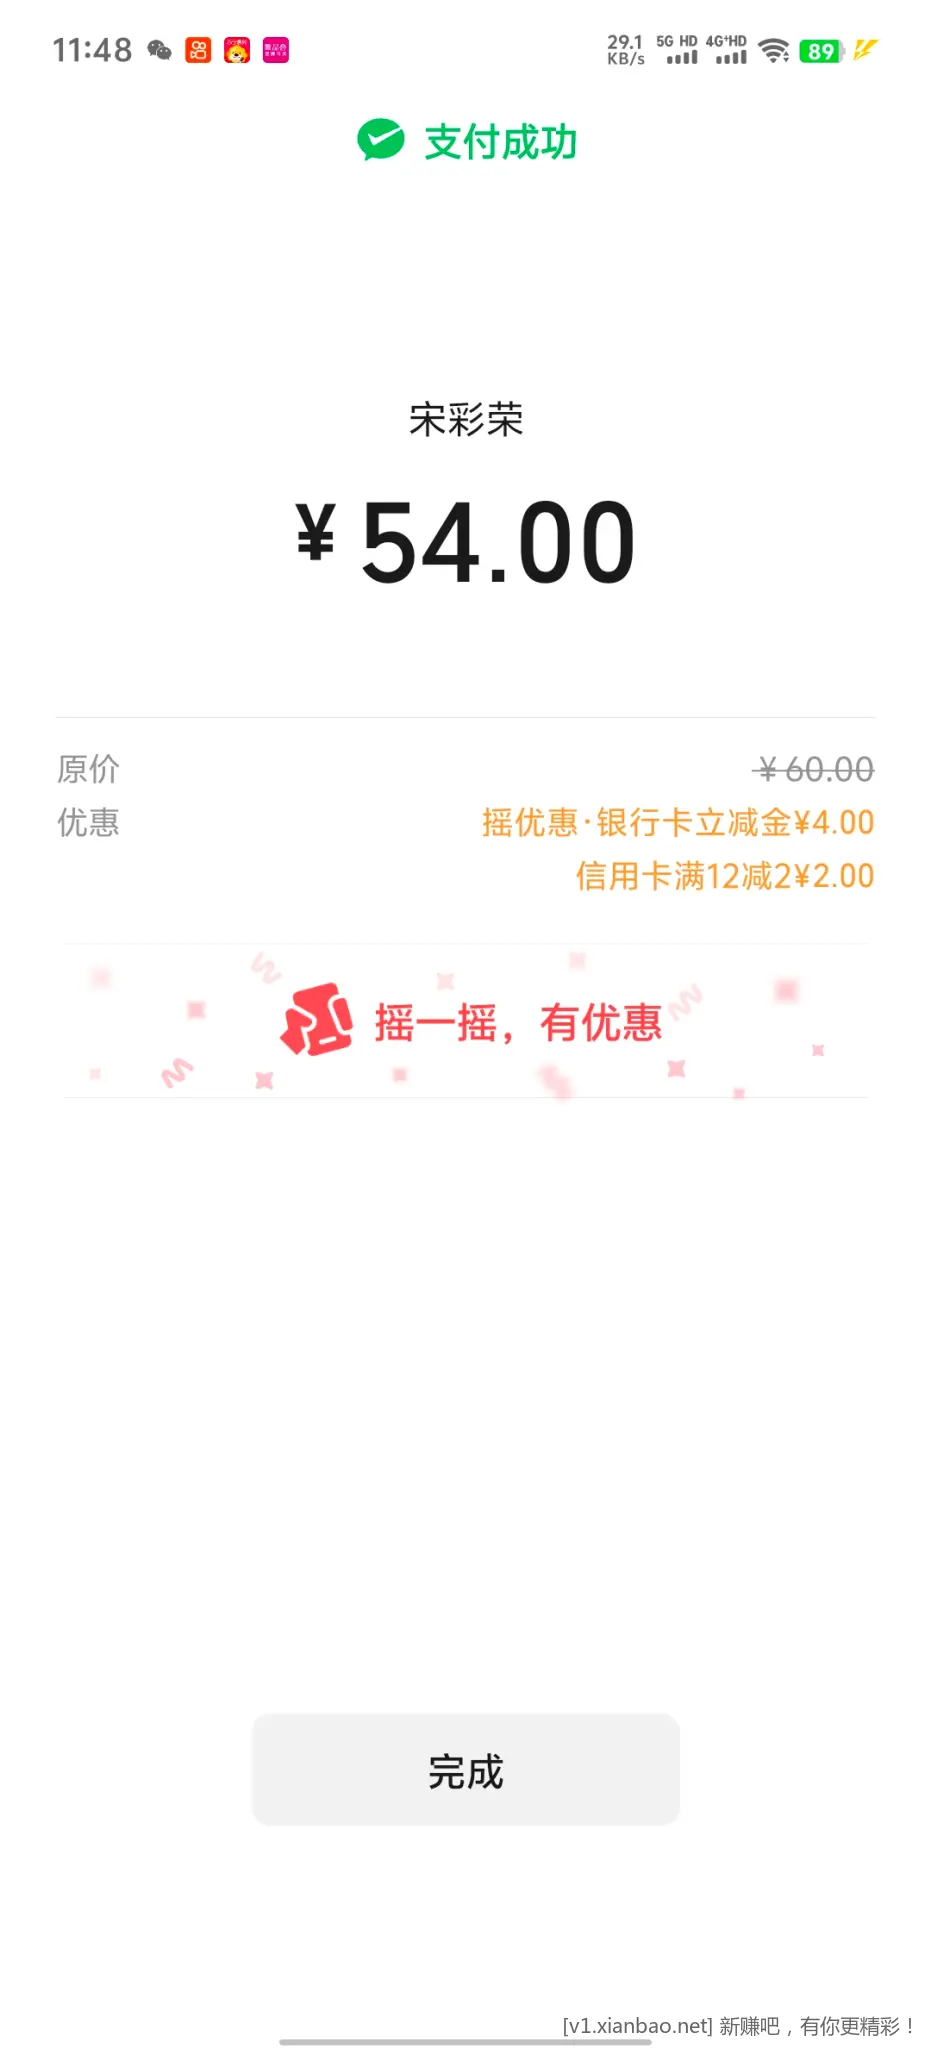 11:48
29.1 KB/s 5G HD 4G+HD 89
支付成功
宋彩荣
¥54.00
原价 ¥60.00
优惠 摇优惠·银行卡立减金¥4.00
信用卡满12减2¥2.00
摇一摇，有优惠
完成
[v1.xianbao.net] 新赚吧，有你更精彩！